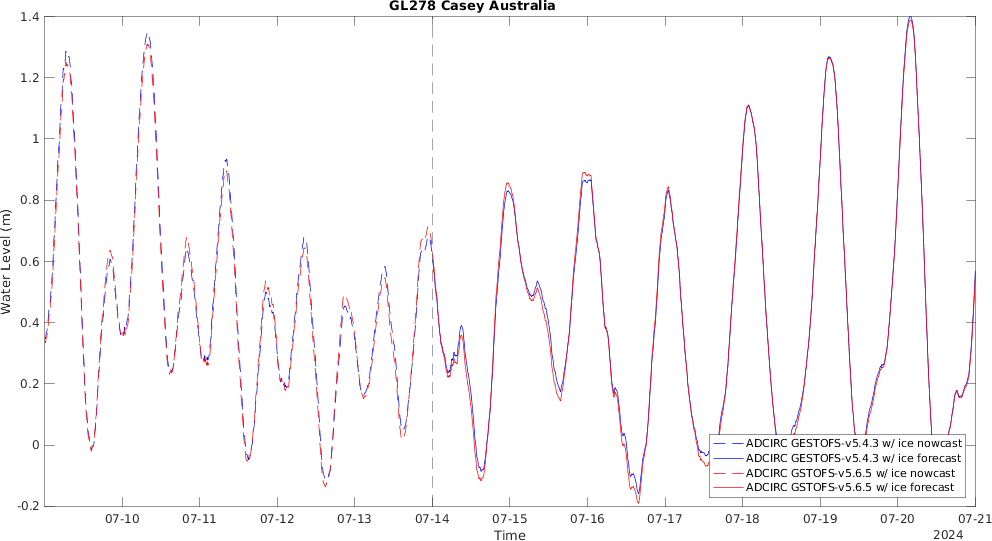 GL278 Casey Australia
1.4
1.2
1
0.8
0.6
0.4
0.2
0
-0.2
Water Level (m)
07-10 07-11 07-12 07-13 07-14 07-15 07-16 07-17 07-18 07-19 07-20 07-21
Time
2024
ADCIRC GESTOFS-v5.4.3 w/ ice nowcast
ADCIRC GESTOFS-v5.4.3 w/ ice forecast
ADCIRC GSTOFS-v5.6.5 w/ ice nowcast
ADCIRC GSTOFS-v5.6.5 w/ ice forecast